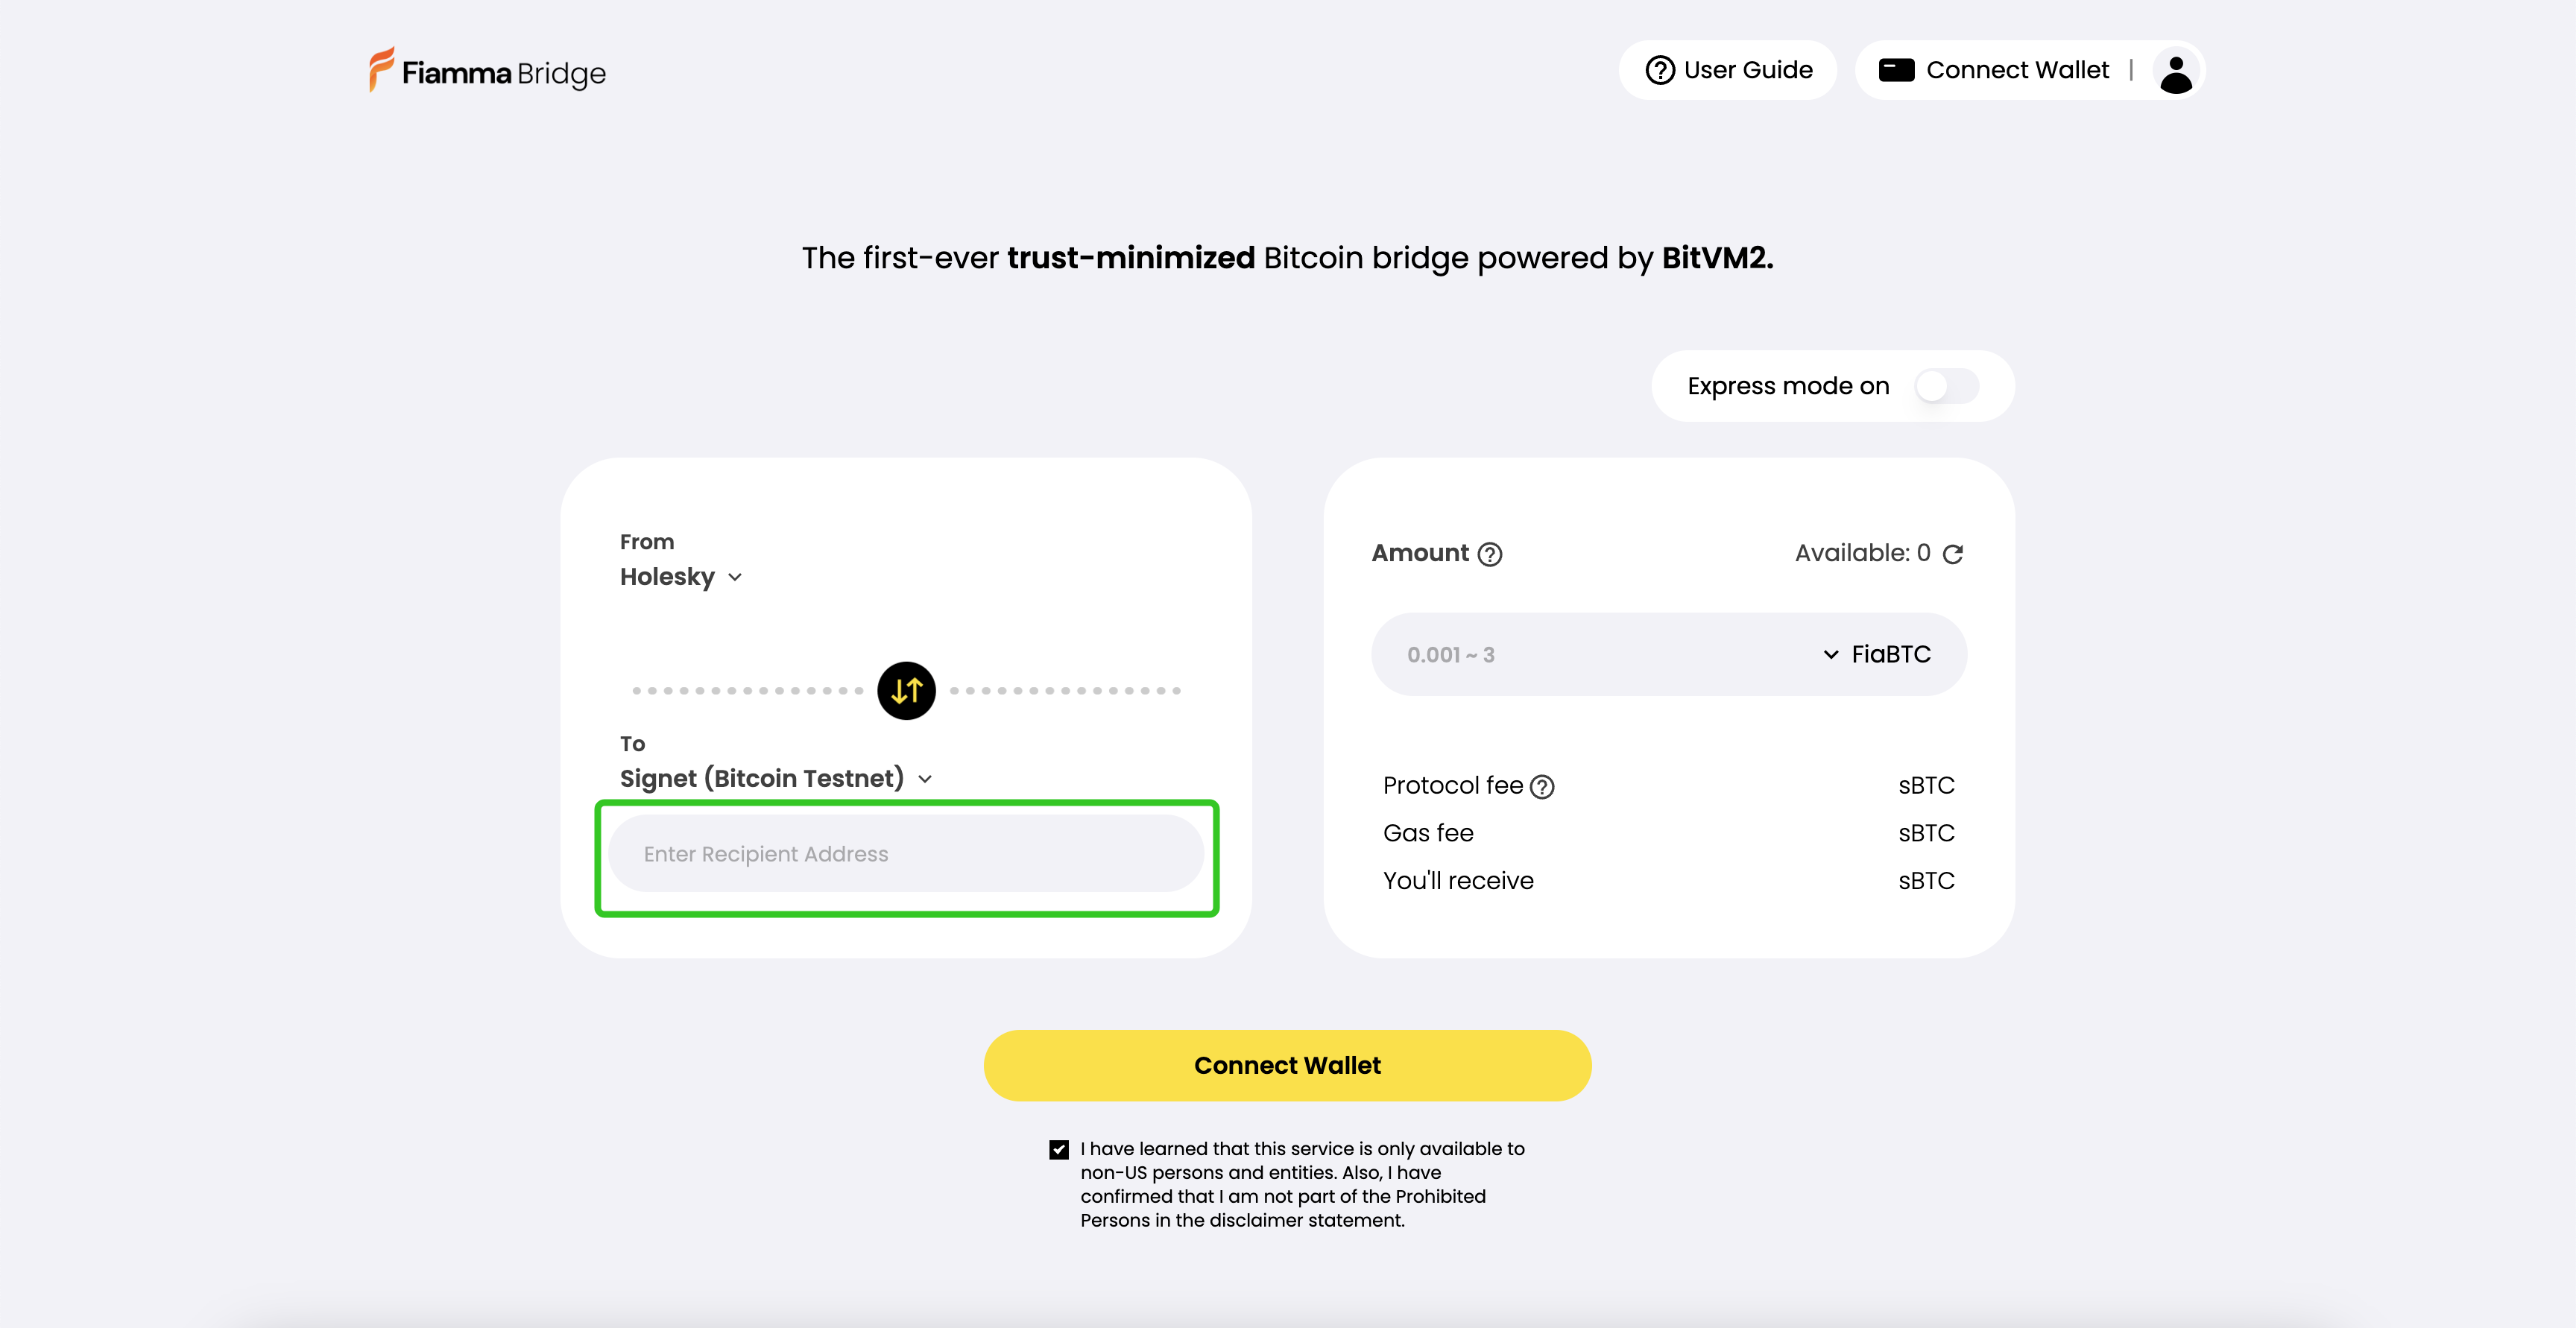 Fiamma Bridge
User Guide
Connect Wallet |
The first-ever trust-minimized Bitcoin bridge powered by BitVM2.
Express mode on
From
Holesky
To
Signet (Bitcoin Testnet)
Enter Recipient Address
Amount
Available: 0
0.001 ~ 3
FiaBTC
Protocol fee
sBTC
Gas fee
sBTC
You'll receive
sBTC
Connect Wallet
I have learned that this service is only available to
non-US persons and entities. Also, I have
confirmed that I am not part of the Prohibited
Persons in the disclaimer statement.